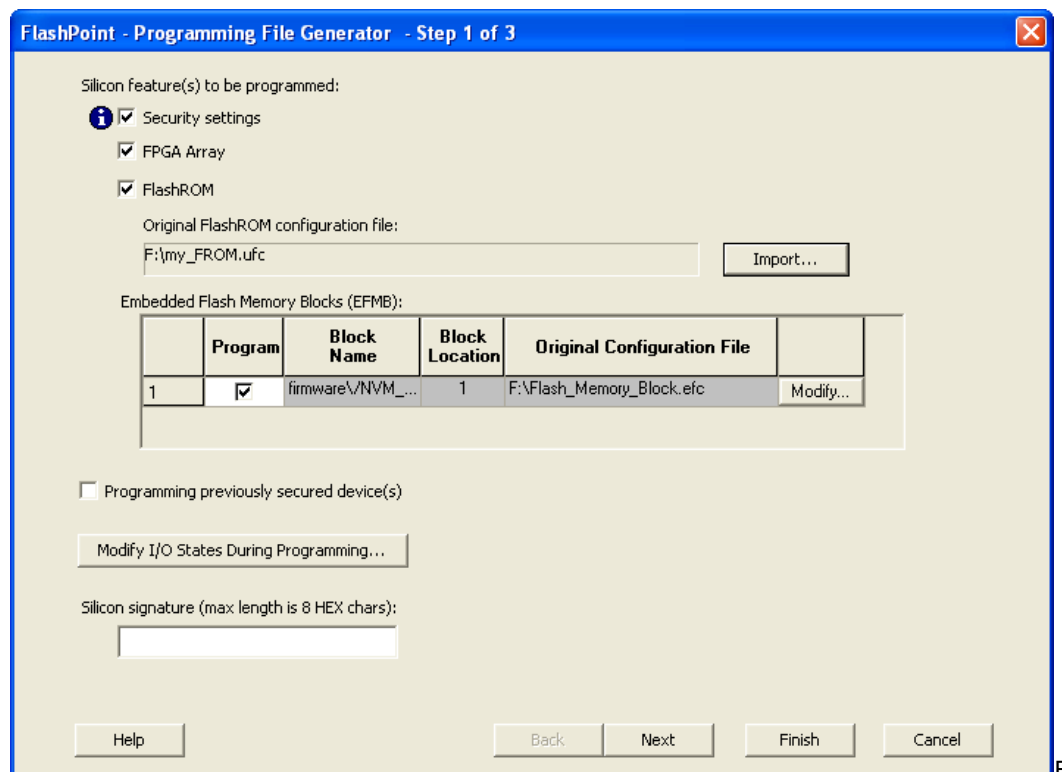 FlashPoint - Programming File Generator - Step 1 of 3
Silicon feature(s) to be programmed:
Security settings
FPGA Array
FlashROM
Original FlashROM configuration file:
F:\my_FROM.ufc
Import...
Embedded Flash Memory Blocks (EFMB):
Program Block Name Block Location Original Configuration File
1 firmware\/NVM_... 1 F:\Flash_Memory_Block.efc Modify...
Programming previously secured device(s)
Modify I/O States During Programming...
Silicon signature (max length is 8 HEX chars):
Help Back Next Finish Cancel